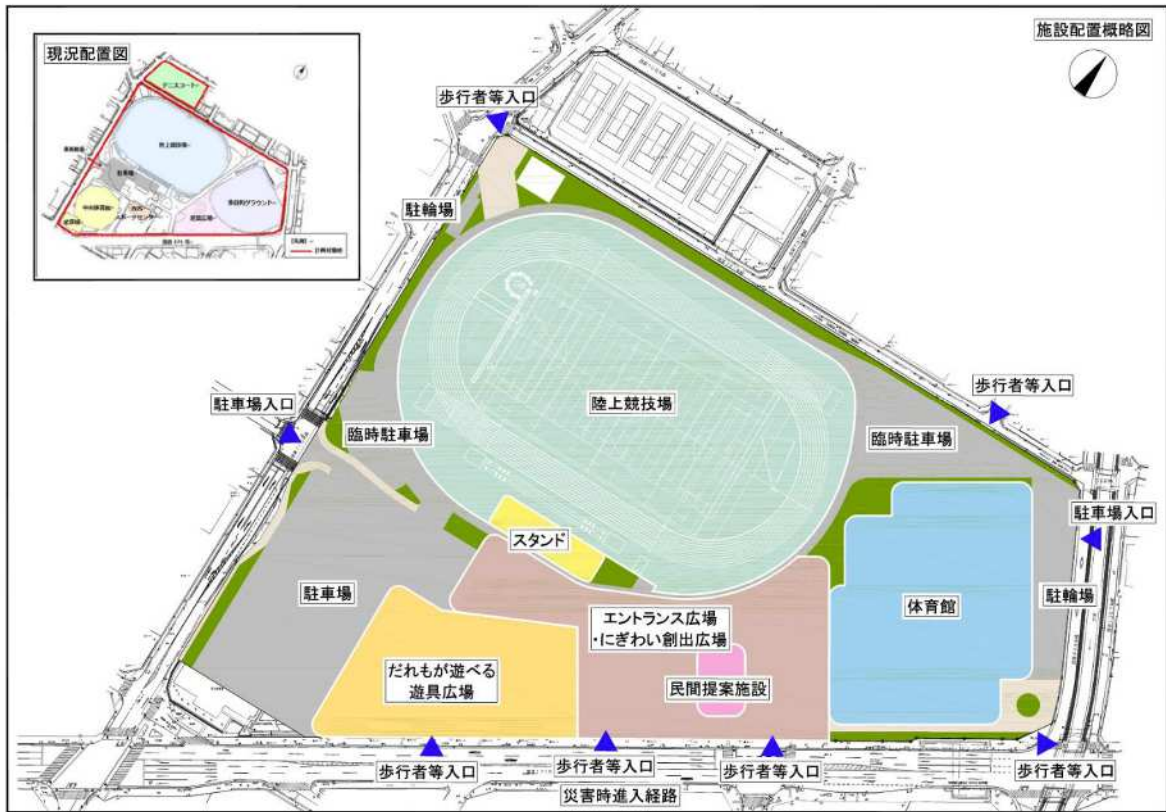 施設配置概略図
現況配置図
テニスコート
陸上競技場
駐車場
中央体育館
多目的グラウンド
歩行者等入口
駐輪場
駐車場入口
臨時駐車場
陸上競技場
歩行者等入口
臨時駐車場
駐車場入口
スタンド
駐車場
エントランス広場
・にぎわい創出広場
体育館
駐輪場
だれもが遊べる
遊具広場
民間提案施設
歩行者等入口
歩行者等入口
歩行者等入口
歩行者等入口
災害時進入経路